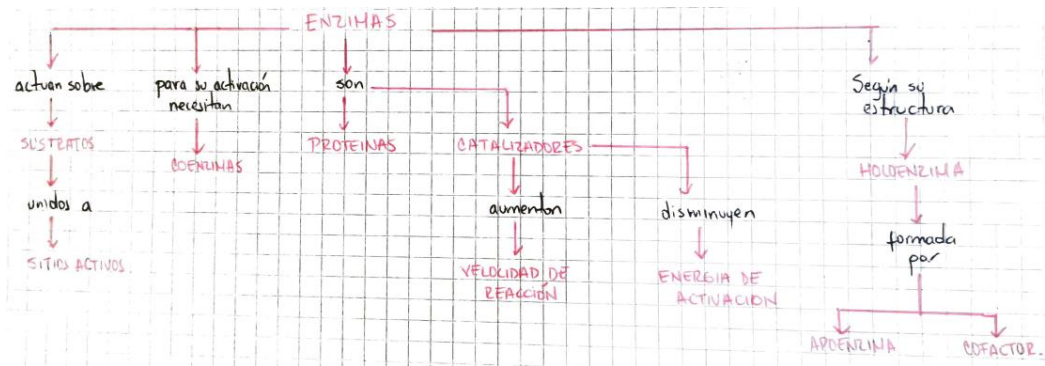 ENZIMAS
actuan sobre
para su activación
necesitan
son
Según su
estructura
SUSTRATOS
COENZIMAS
PROTEINAS
CATALIZADORES
HOLOENZIMA
unidos a
aumentan
disminuyen
formada
por
SITIOS ACTIVOS.
VELOCIDAD DE
REACCIÓN
ENERGIA DE
ACTIVACION
APOENZINA
COFACTOR.